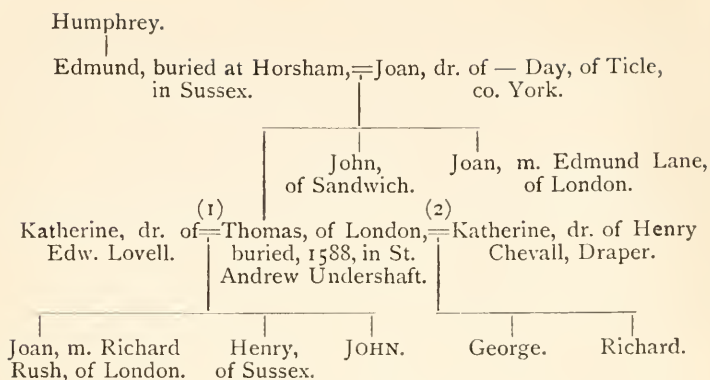 Humphrey.
Edmund, buried at Horsham,=Joan, dr. of — Day, of Ticle,
in Sussex. co. York.
John, Joan, m. Edmund Lane,
of Sandwich. of London.
(1) (2)
Katherine, dr. of=Thomas, of London,=Katherine, dr. of Henry
Edw. Lovell. buried, 1588, in St. Chevall, Draper.
Andrew Undershaft.
Joan, m. Richard Henry, JOHN. George. Richard.
Rush, of London. of Sussex.